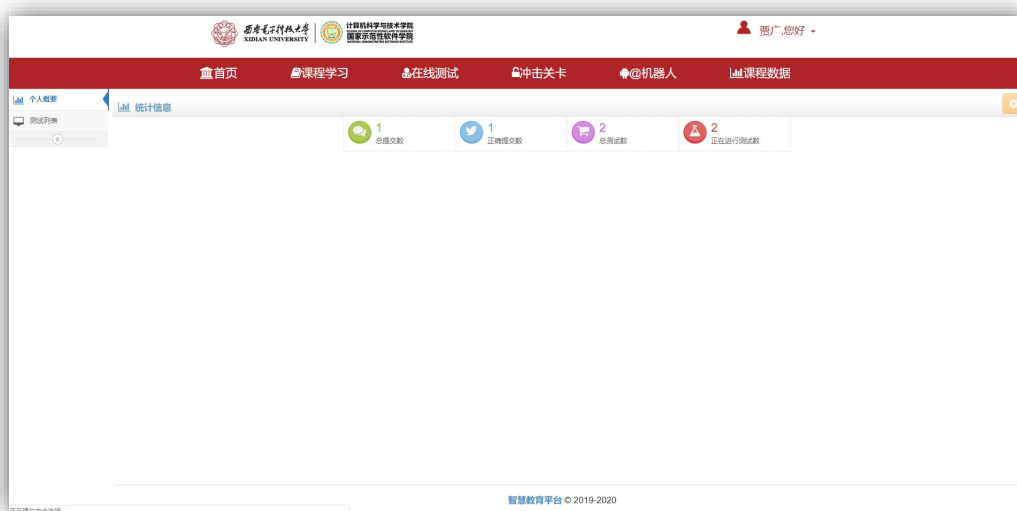 西安电子科技大学
XIDIAN UNIVERSITY
计算机科学与技术学院
国家示范性软件学院
贾广,您好
首页
课程学习
在线测试
冲击关卡
@机器人
课程数据
个人概要
测试列表
统计信息
1
总提交数
1
正确提交数
2
总测试数
2
正在进行测试数
智慧教育平台 © 2019-2020